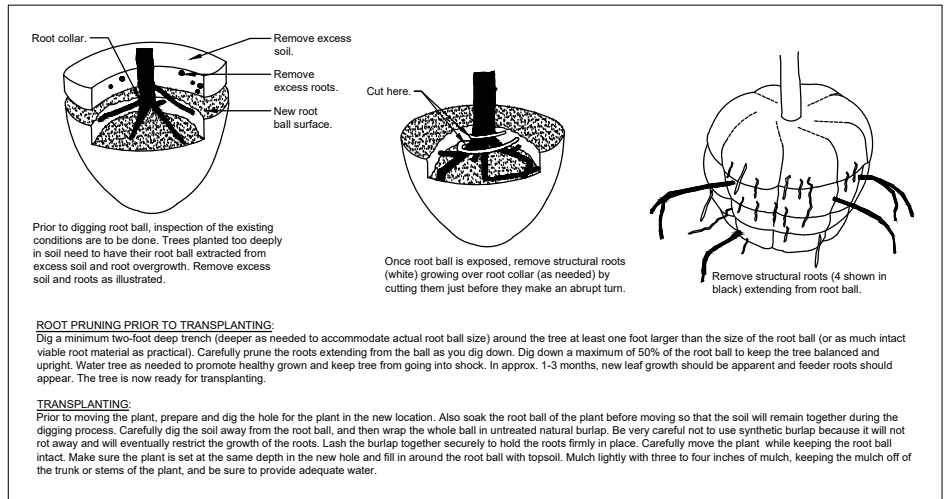 Root collar.
Remove excess
soil.
Remove
excess roots.
New root
ball surface.
Prior to digging root ball, inspection of the existing
conditions are to be done. Trees planted too deeply
in soil need to have their root ball extracted from
excess soil and root overgrowth. Remove excess
soil and roots as illustrated.
Cut here.
Once root ball is exposed, remove structural roots
(white) growing over root collar (as needed) by
cutting them just before they make an abrupt turn.
Remove structural roots (4 shown in
black) extending from root ball.
ROOT PRUNING PRIOR TO TRANSPLANTING:
Dig a minimum two-foot deep trench (deeper as needed to accommodate actual root ball size) around the tree at least one foot larger than the size of the root ball (or as much intact
viable root material as practical). Carefully prune the roots extending from the ball as you dig down. Dig down a maximum of 50% of the root ball to keep the tree balanced and
upright. Water tree as needed to promote healthy grown and keep tree from going into shock. In approx. 1-3 months, new leaf growth should be apparent and feeder roots should
appear. The tree is now ready for transplanting.
TRANSPLANTING:
Prior to moving the plant, prepare and dig the hole for the plant in the new location. Also soak the root ball of the plant before moving so that the soil will remain together during the
digging process. Carefully dig the soil away from the root ball, and then wrap the whole ball in untreated natural burlap. Be very careful not to use synthetic burlap because it will not
rot away and will eventually restrict the growth of the roots. Lash the burlap together securely to hold the roots firmly in place. Carefully move the plant while keeping the root ball
intact. Make sure the plant is set at the same depth in the new hole and fill in around the root ball with topsoil. Mulch lightly with three to four inches of mulch, keeping the mulch off of
the trunk or stems of the plant, and be sure to provide adequate water.